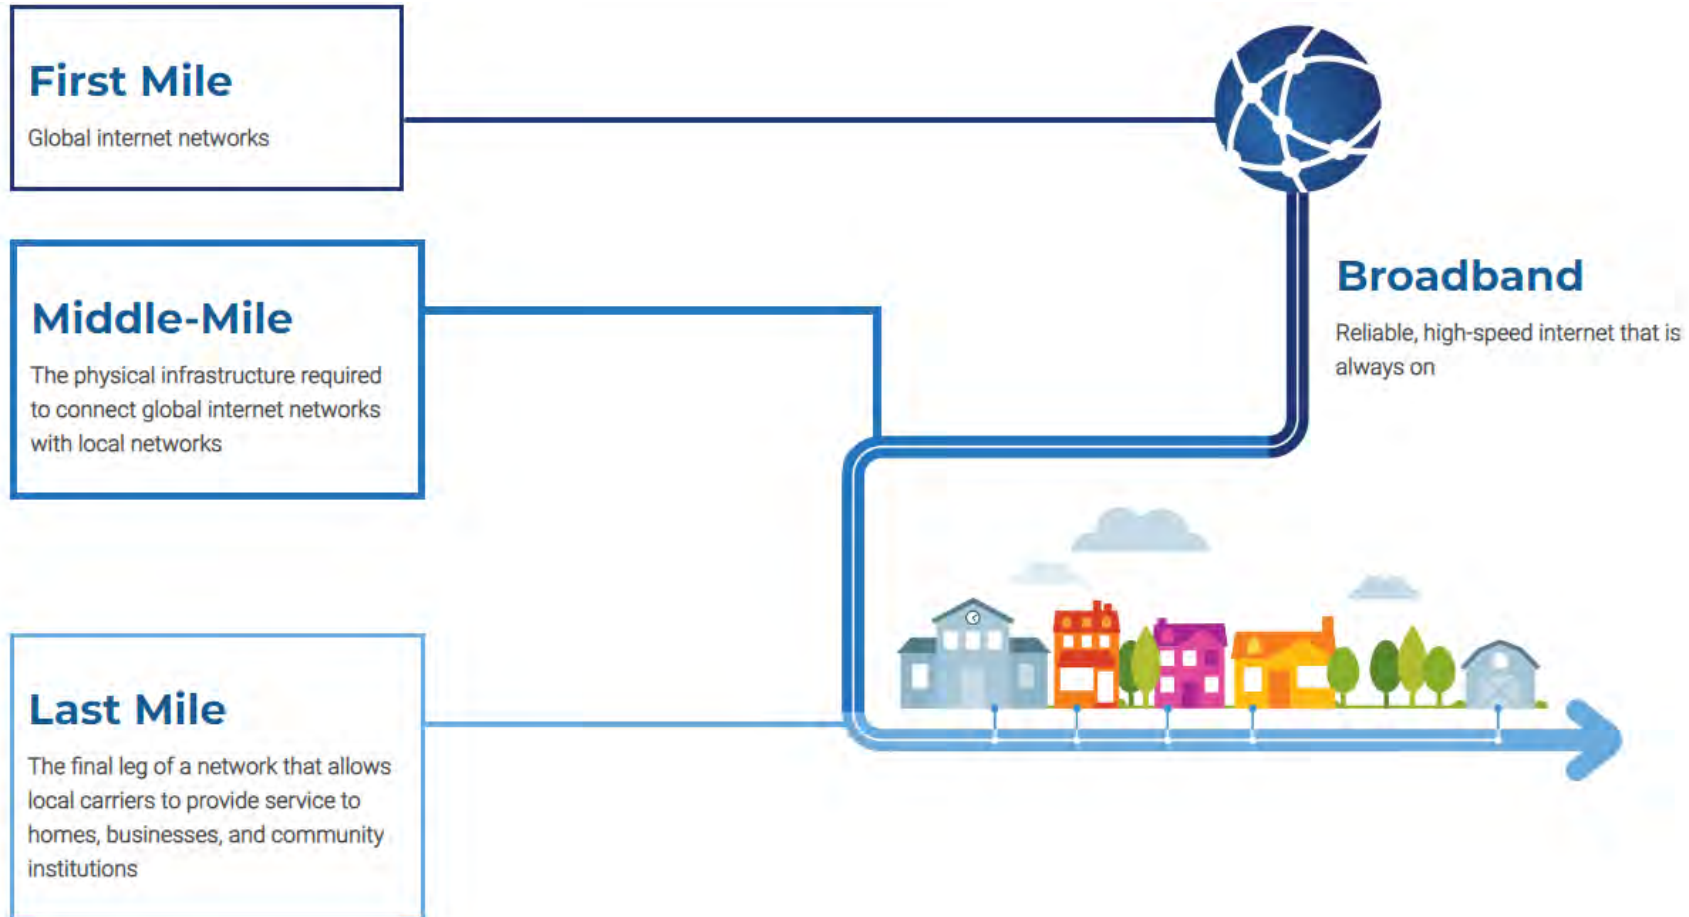 First Mile
Global internet networks
Middle-Mile
The physical infrastructure required
to connect global internet networks
with local networks
Broadband
Reliable, high-speed internet that is
always on
Last Mile
The final leg of a network that allows
local carriers to provide service to
homes, businesses, and community
institutions